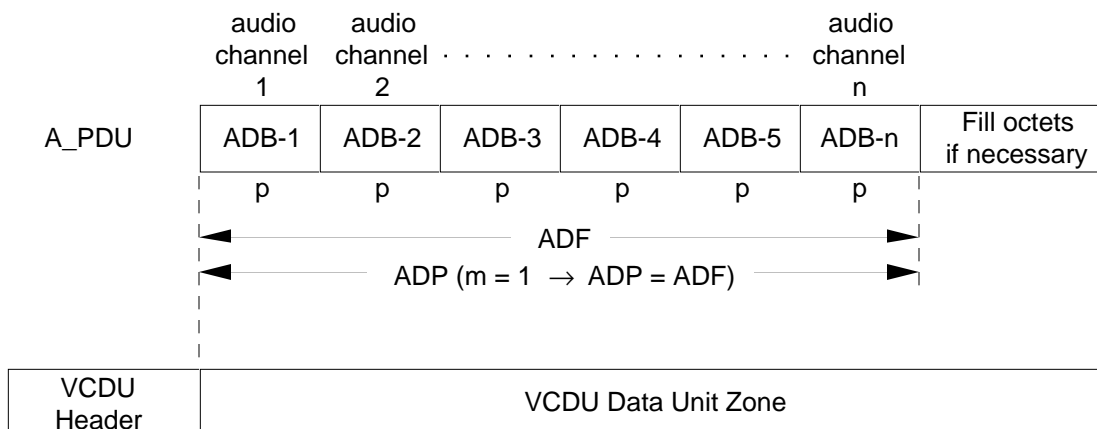 audio audio audio
channel channel . . . . . . . . . . . . . . . . . channel
1 2 n
A_PDU ADB-1 ADB-2 ADB-3 ADB-4 ADB-5 ADB-n Fill octets
if necessary
p p p p p p
ADF
ADP (m = 1 → ADP = ADF)
VCDU
Header
VCDU Data Unit Zone